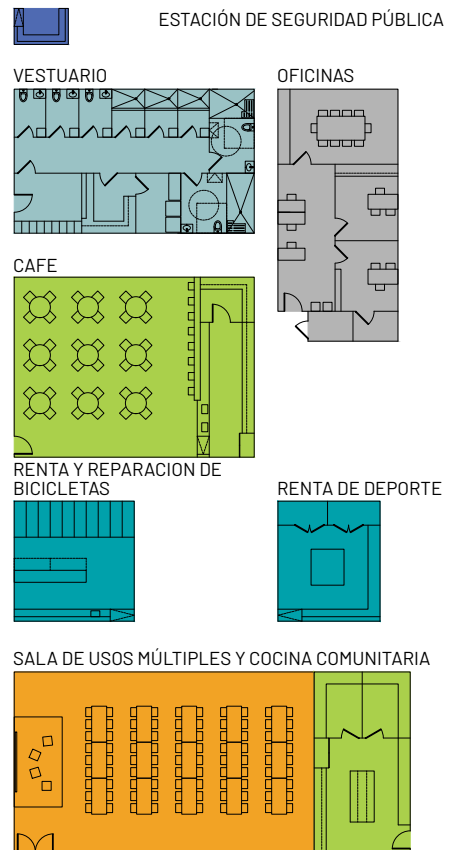 ESTACIÓN DE SEGURIDAD PÚBLICA
VESTUARIO
OFICINAS
CAFE
RENTA Y REPARACION DE
BICICLETAS
RENTA DE DEPORTE
SALA DE USOS MÚLTIPLES Y COCINA COMUNITARIA